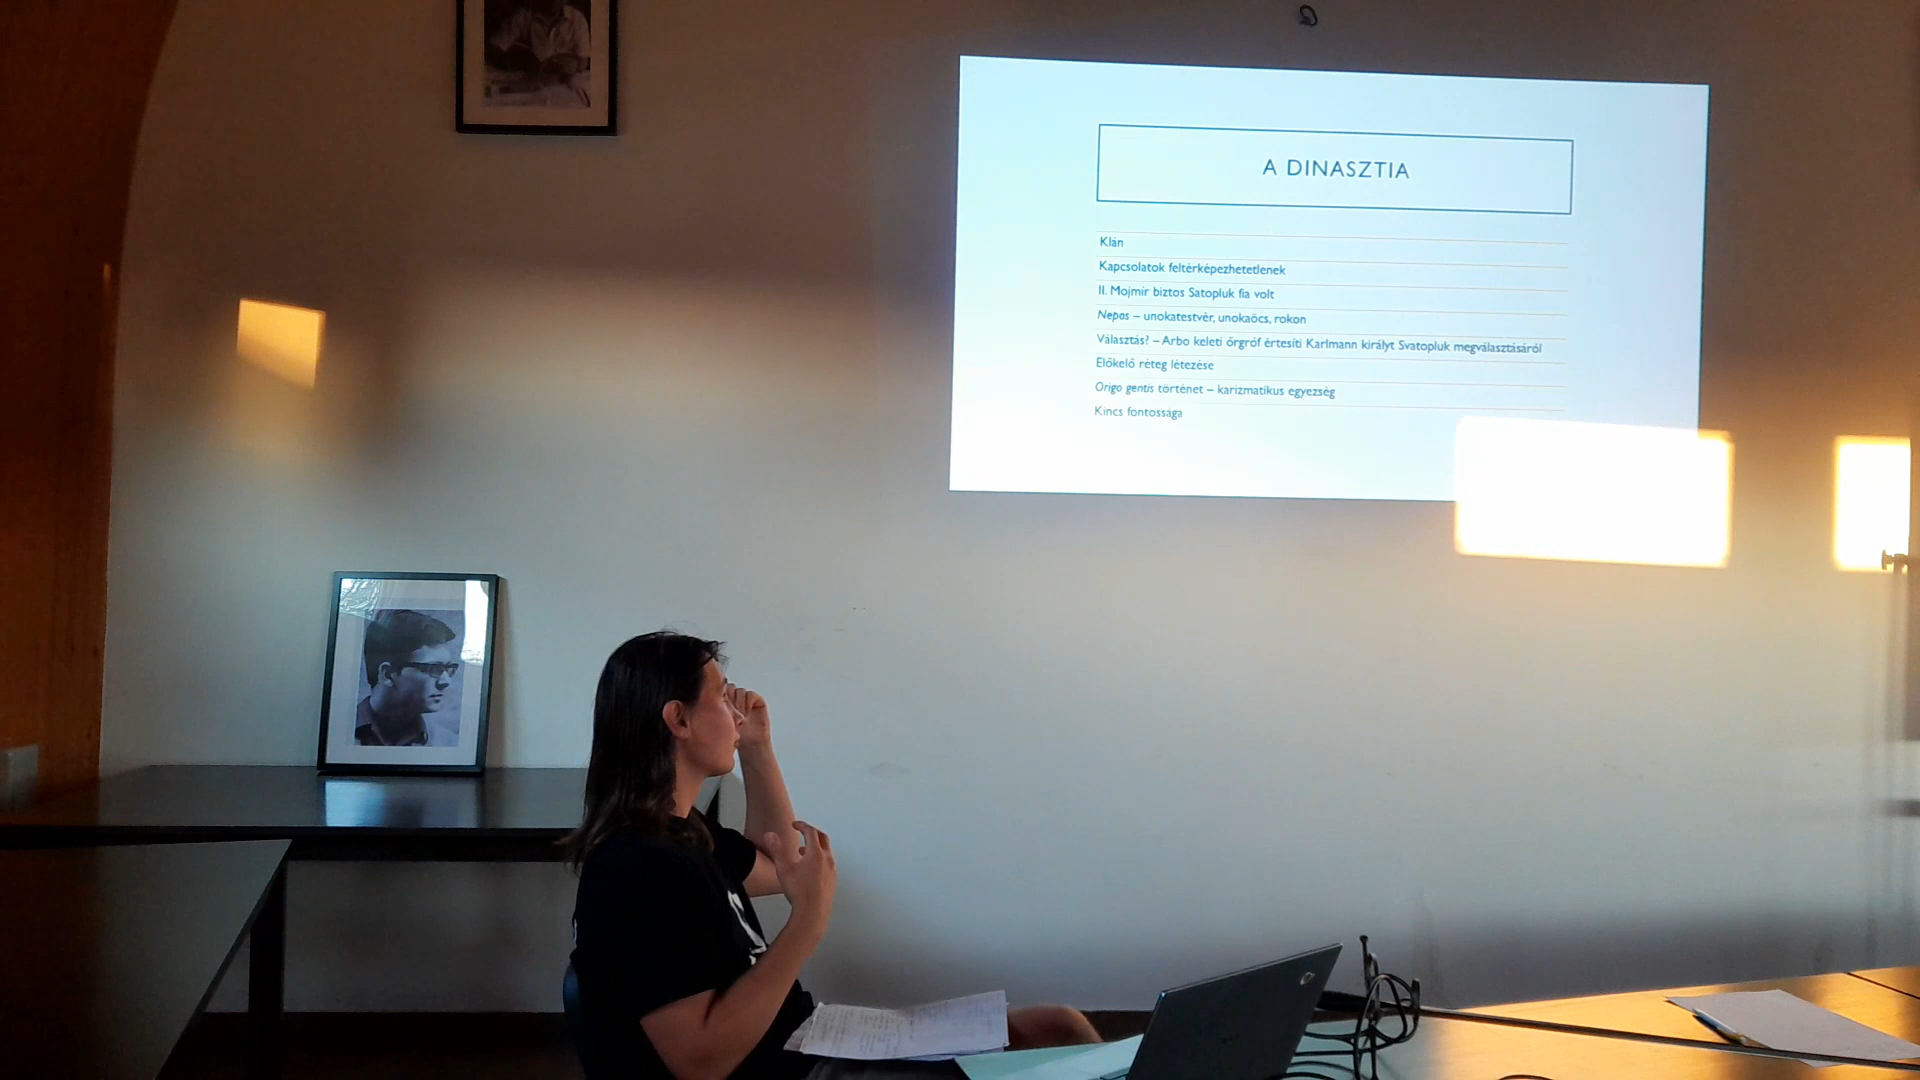 A DINASZTIA
Klán
Kapcsolatok feltérképezhetetlenek
II. Mojmír biztos Satopluk fia volt
Nepos – unokatestvér, unokaöcs, rokon
Választás? – Arbo keleti őrgróf értesíti Karlmann királyt Svatopluk megválasztásáról
Előkelő réteg létezése
Origo gentis történet – karizmatikus egyezség
Kincs fontossága